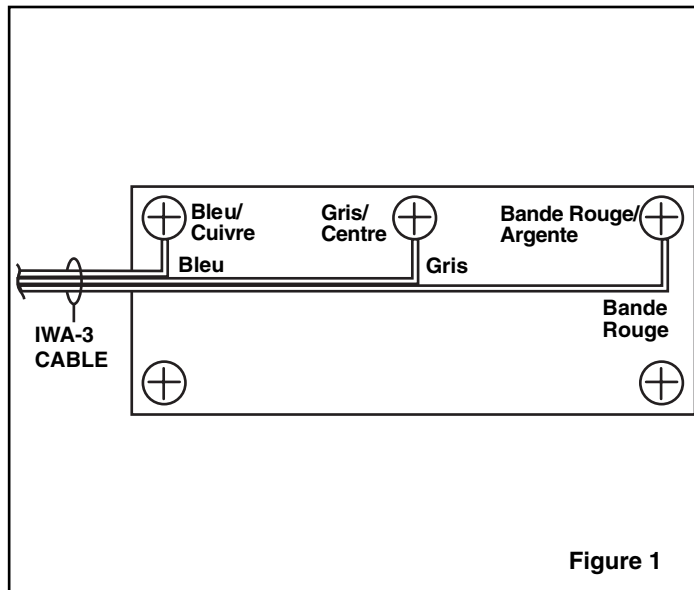 Bleu/
Cuivre
Gris/
Centre
Bande Rouge/
Argente
Bleu
Gris
Bande
Rouge
IWA-3
CABLE
Figure 1